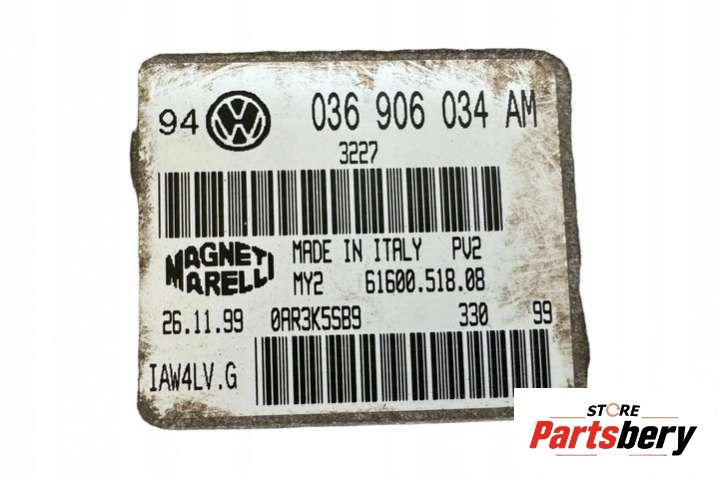 94 VW 036 906 034 AM
3227
MAGNETI MARELLI
MADE IN ITALY PV2
MY2 61600.518.08
26.11.99 0AR3K5SB9 330 99
IAW4LV.G
STORE
Partsbery